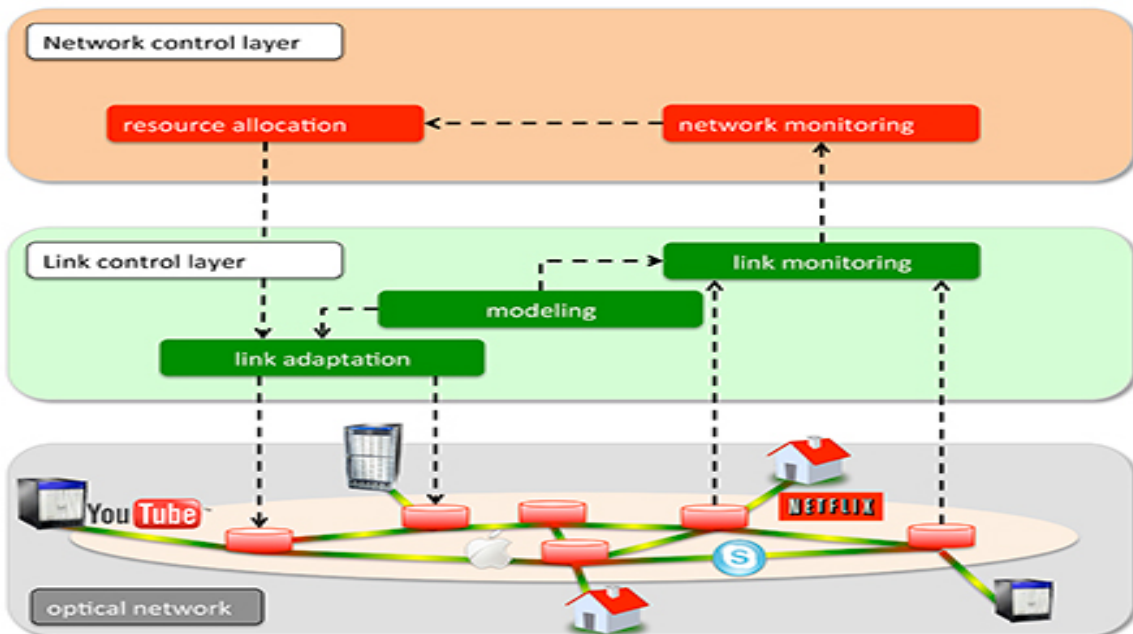 Network control layer
resource allocation
network monitoring
Link control layer
link monitoring
modeling
link adaptation
YouTube
NETFLIX
S
optical network